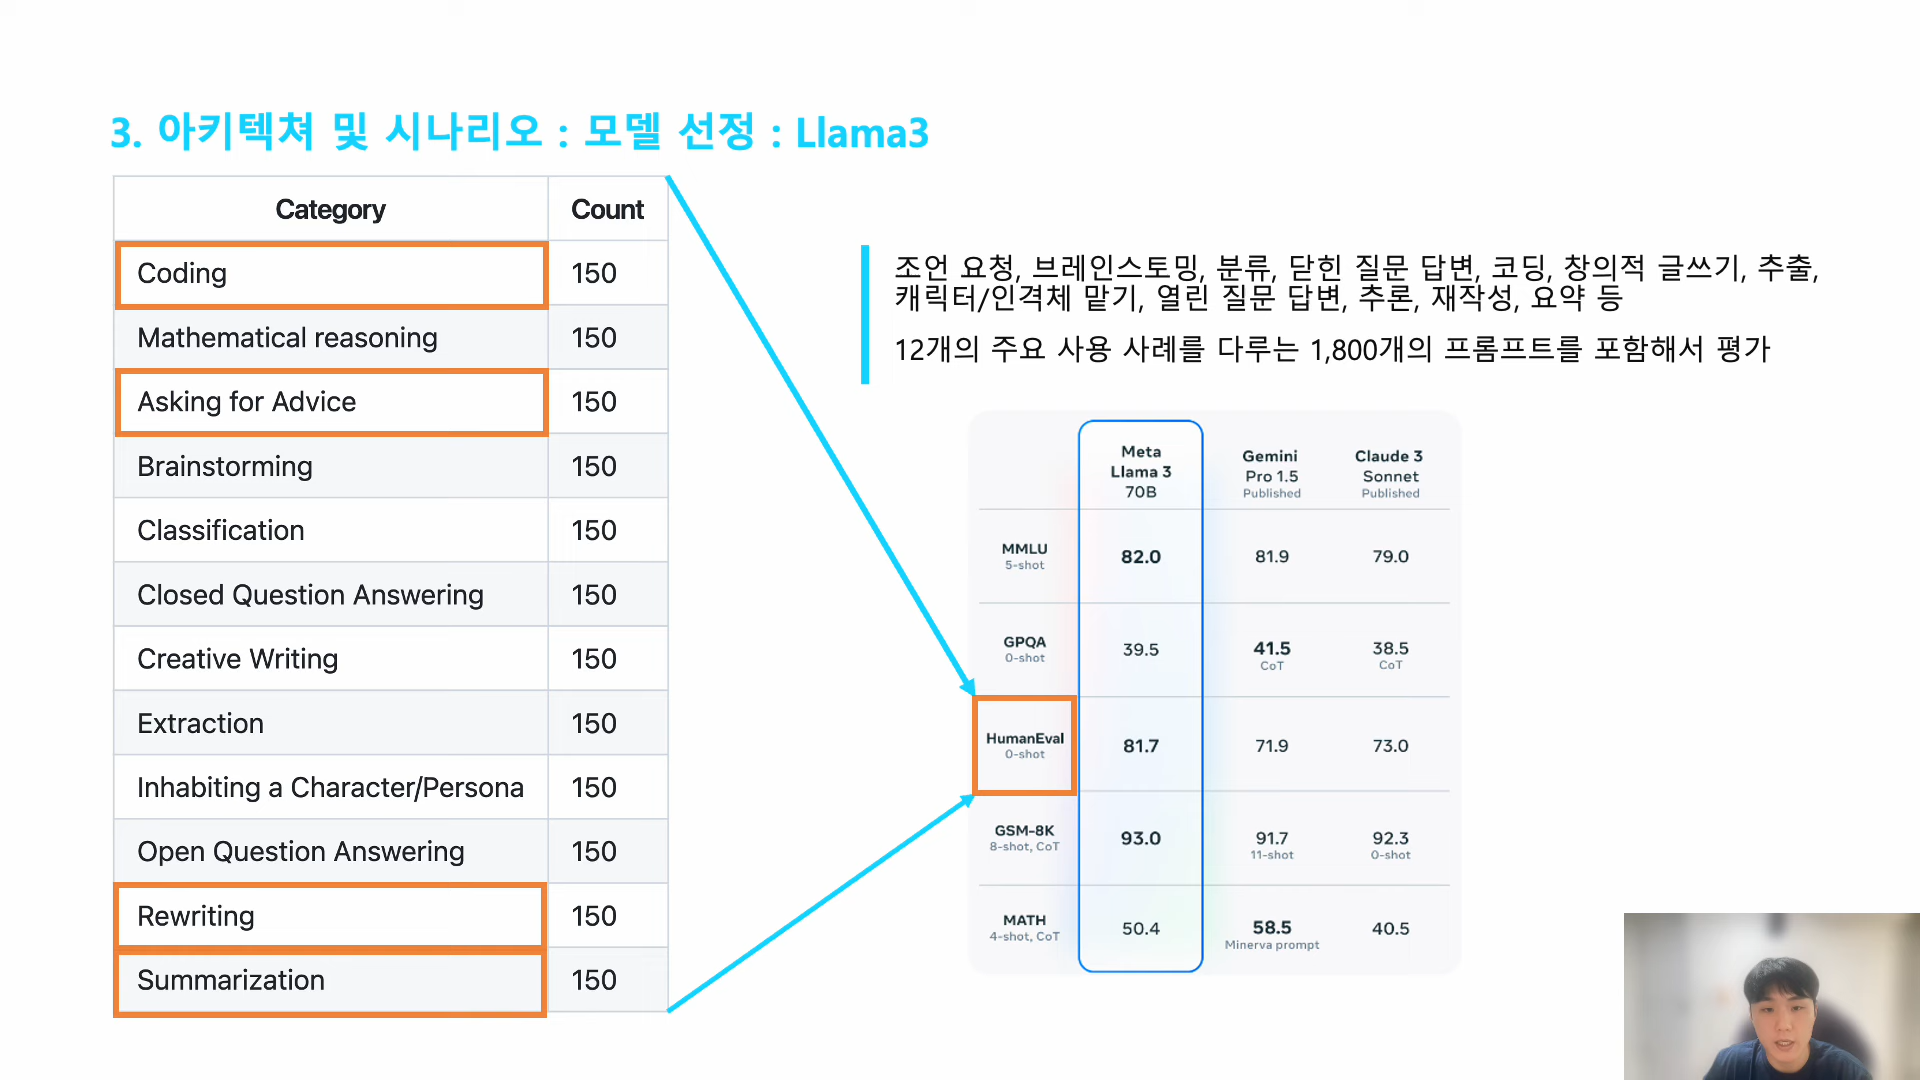 3. 아키텍쳐 및 시나리오 : 모델 선정 : Llama3
Category Count
Coding 150
Mathematical reasoning 150
Asking for Advice 150
Brainstorming 150
Classification 150
Closed Question Answering 150
Creative Writing 150
Extraction 150
Inhabiting a Character/Persona 150
Open Question Answering 150
Rewriting 150
Summarization 150
조언 요청, 브레인스토밍, 분류, 닫힌 질문 답변, 코딩, 창의적 글쓰기, 추출,
캐릭터/인격체 맡기, 열린 질문 답변, 추론, 재작성, 요약 등
12개의 주요 사용 사례를 다루는 1,800개의 프롬프트를 포함해서 평가
Meta
Llama 3
70B
Gemini
Pro 1.5
Published
Claude 3
Sonnet
Published
MMLU
5-shot
82.0 81.9 79.0
GPQA
0-shot
39.5
41.5
CoT
38.5
CoT
HumanEval
0-shot
81.7 71.9 73.0
GSM-8K
8-shot, CoT
93.0
91.7
11-shot
92.3
0-shot
MATH
4-shot, CoT
50.4
58.5
Minerva prompt
40.5